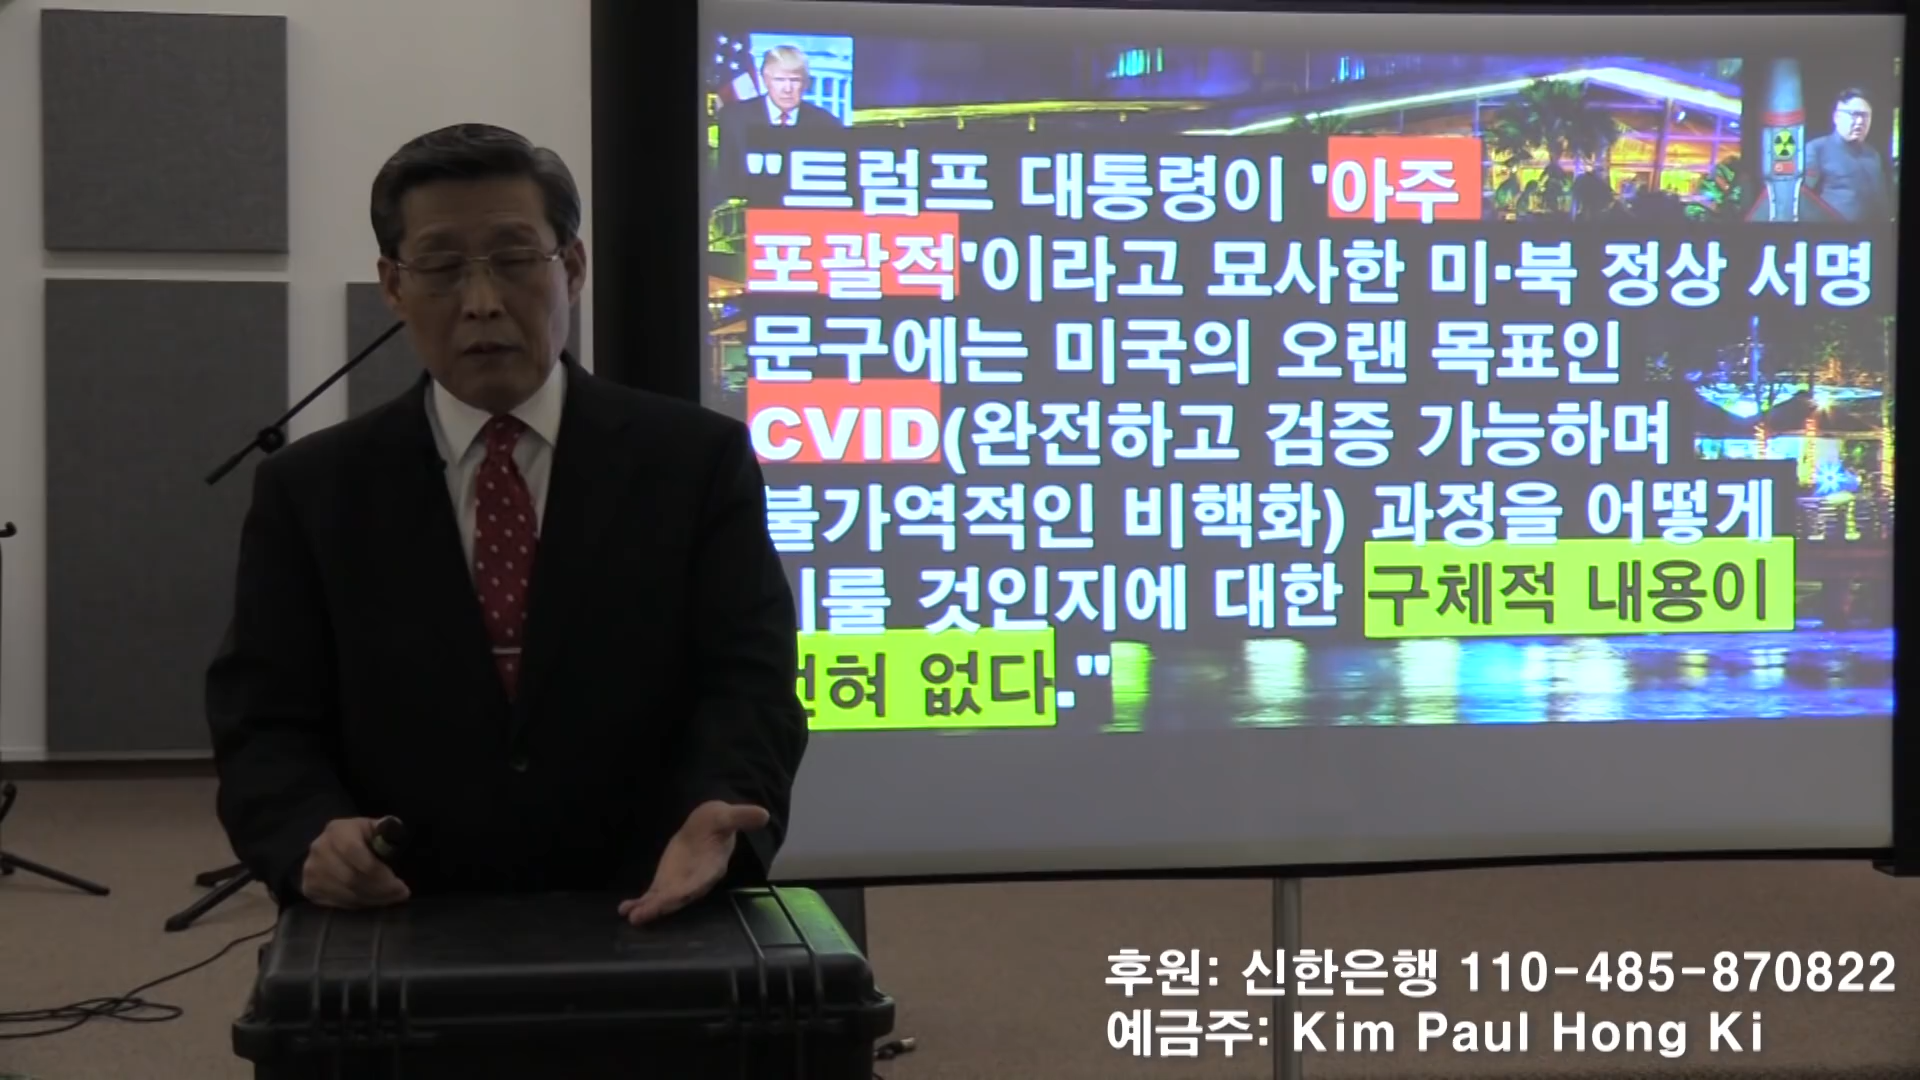 "트럼프 대통령이 '아주
포괄적'이라고 묘사한 미·북 정상 서명
문구에는 미국의 오랜 목표인
CVID(완전하고 검증 가능하며
불가역적인 비핵화) 과정을 어떻게
이룰 것인지에 대한 구체적 내용이
전혀 없다."
후원: 신한은행 110-485-870822
예금주: Kim Paul Hong Ki